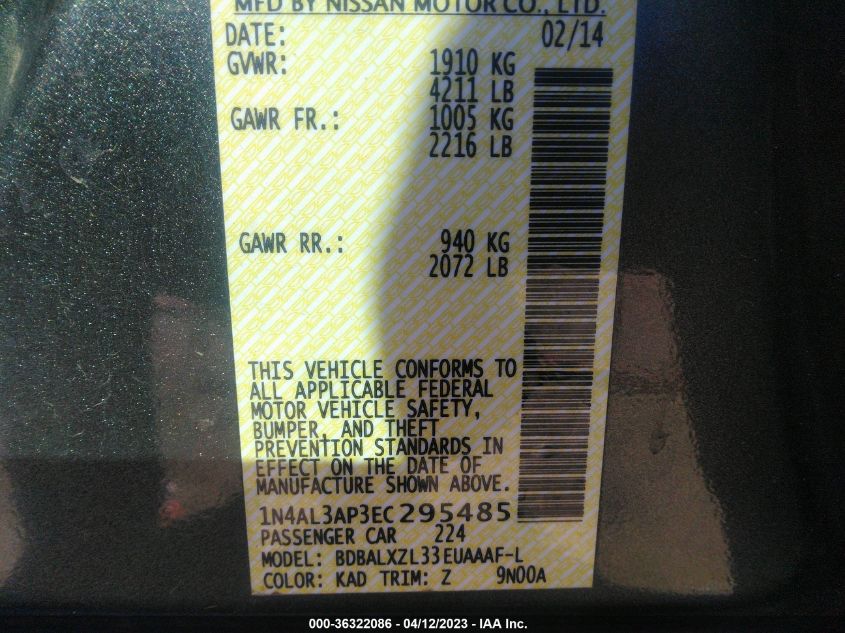 MFD BY NISSAN MOTOR CO., LTD.
DATE: 02/14
GVWR: 1910 KG
4211 LB
GAWR FR.: 1005 KG
2216 LB
GAWR RR.: 940 KG
2072 LB
THIS VEHICLE CONFORMS TO
ALL APPLICABLE FEDERAL
MOTOR VEHICLE SAFETY,
BUMPER, AND THEFT
PREVENTION STANDARDS IN
EFFECT ON THE DATE OF
MANUFACTURE SHOWN ABOVE.
1N4AL3AP3EC295485
PASSENGER CAR 224
MODEL: BDBALXZL33EUAAAF-L
COLOR: KAD TRIM: Z 9N00A
000-36322086 - 04/12/2023 - IAA Inc.